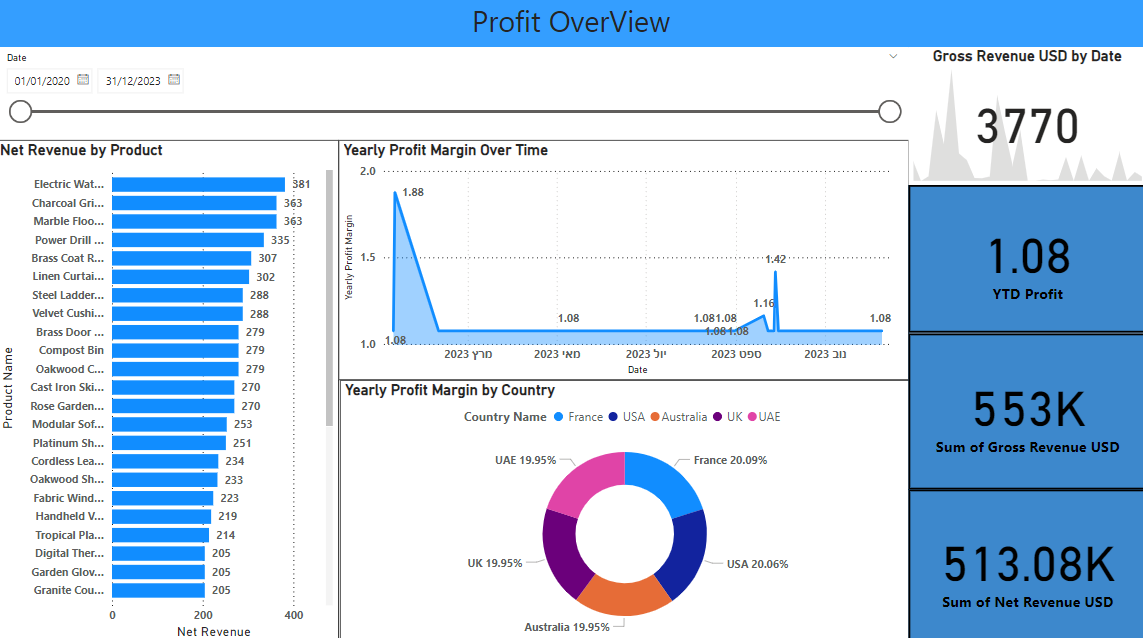 Profit OverView
Date
01/01/2020 31/12/2023
Gross Revenue USD by Date
3770
Net Revenue by Product
Product Name
Electric Wat... 381
Charcoal Gri... 363
Marble Floo... 363
Power Drill ... 335
Brass Coat R... 307
Linen Curtai... 302
Steel Ladder... 288
Velvet Cushi... 288
Brass Door ... 279
Compost Bin 279
Oakwood C... 279
Cast Iron Ski... 270
Rose Garden... 270
Modular Sof... 253
Platinum Sh... 251
Cordless Lea... 234
Oakwood Sh... 233
Fabric Wind... 223
Handheld V... 219
Tropical Pla... 214
Digital Ther... 205
Garden Glov... 205
Granite Cou... 205
0 200 400
Net Revenue
Yearly Profit Margin Over Time
Yearly Profit Margin
2.0
1.88
1.5
1.42
1.16
1.08 1.08 1.08 1.08
1.08 1.08 1.08
1.0
מרץ 2023 מאי 2023 יול 2023 ספט 2023 נוב 2023
Date
Yearly Profit Margin by Country
Country Name France USA Australia UK UAE
UAE 19.95% France 20.09%
UK 19.95% USA 20.06%
Australia 19.95%
1.08
YTD Profit
553K
Sum of Gross Revenue USD
513.08K
Sum of Net Revenue USD